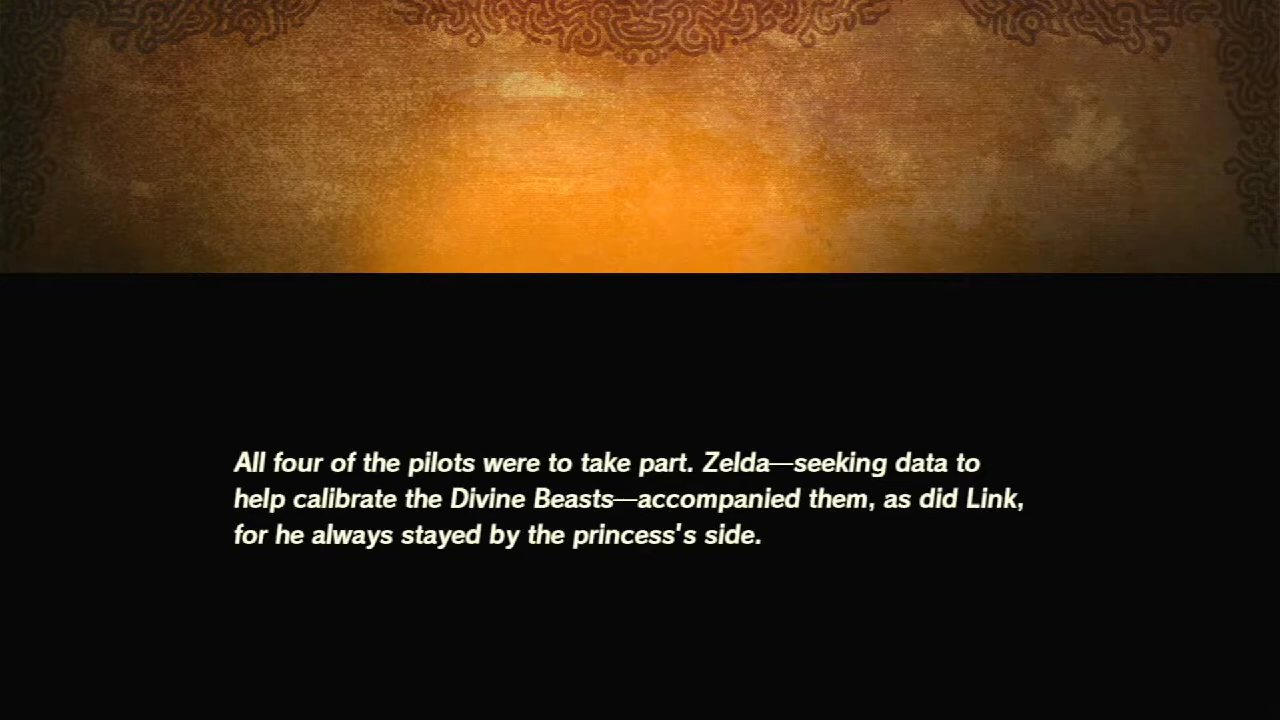 All four of the pilots were to take part. Zelda—seeking data to
help calibrate the Divine Beasts—accompanied them, as did Link,
for he always stayed by the princess's side.